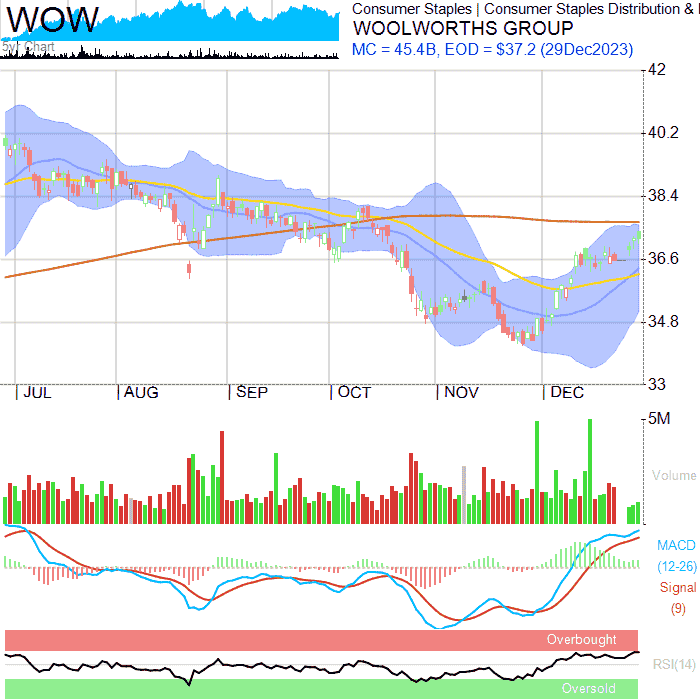 WOW
5yr Chart
Consumer Staples | Consumer Staples Distribution &
WOOLWORTHS GROUP
MC = 45.4B, EOD = $37.2 (29Dec2023)
42
40.2
38.4
36.6
34.8
33
JUL AUG SEP OCT NOV DEC
5M
Volume
MACD
(12-26)
Signal
(9)
Overbought
RSI(14)
Oversold